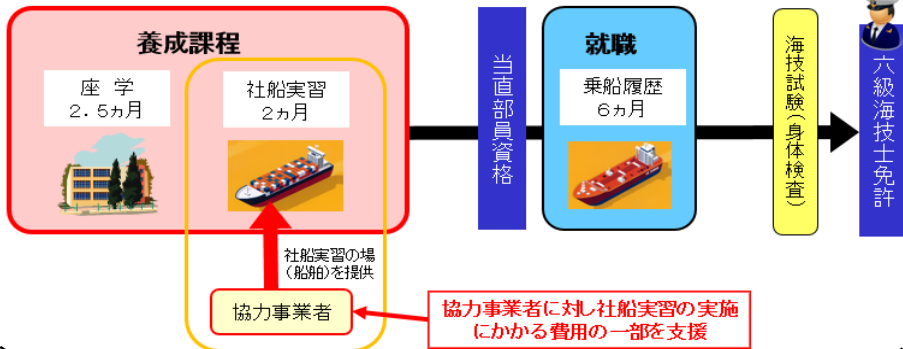 養成課程
座 学
2.5ヵ月
社船実習
2ヵ月
当直部員資格
就職
乗船履歴
6ヵ月
海技試験(身体検査)
六級海技士免許
社船実習の場
(船舶)を提供
協力事業者
協力事業者に対し社船実習の実施
にかかる費用の一部を支援